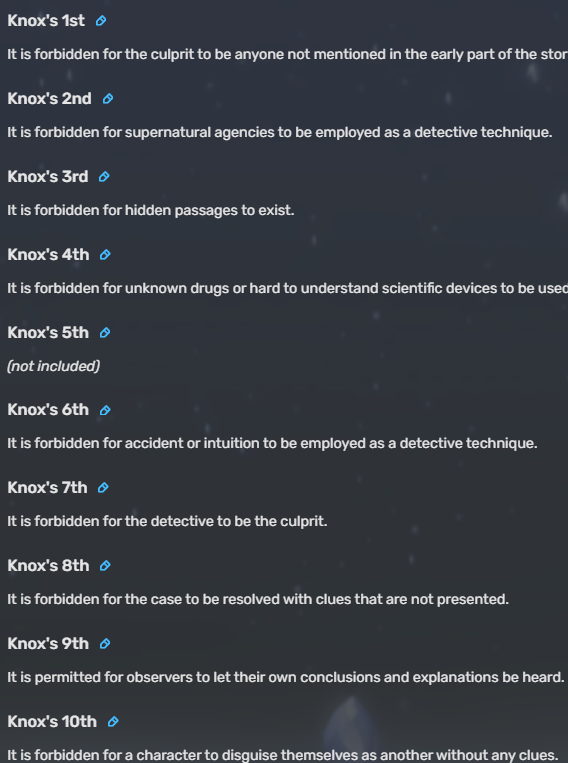 Knox's 1st
It is forbidden for the culprit to be anyone not mentioned in the early part of the stor
Knox's 2nd
It is forbidden for supernatural agencies to be employed as a detective technique.
Knox's 3rd
It is forbidden for hidden passages to exist.
Knox's 4th
It is forbidden for unknown drugs or hard to understand scientific devices to be used
Knox's 5th
(not included)
Knox's 6th
It is forbidden for accident or intuition to be employed as a detective technique.
Knox's 7th
It is forbidden for the detective to be the culprit.
Knox's 8th
It is forbidden for the case to be resolved with clues that are not presented.
Knox's 9th
It is permitted for observers to let their own conclusions and explanations be heard.
Knox's 10th
It is forbidden for a character to disguise themselves as another without any clues.